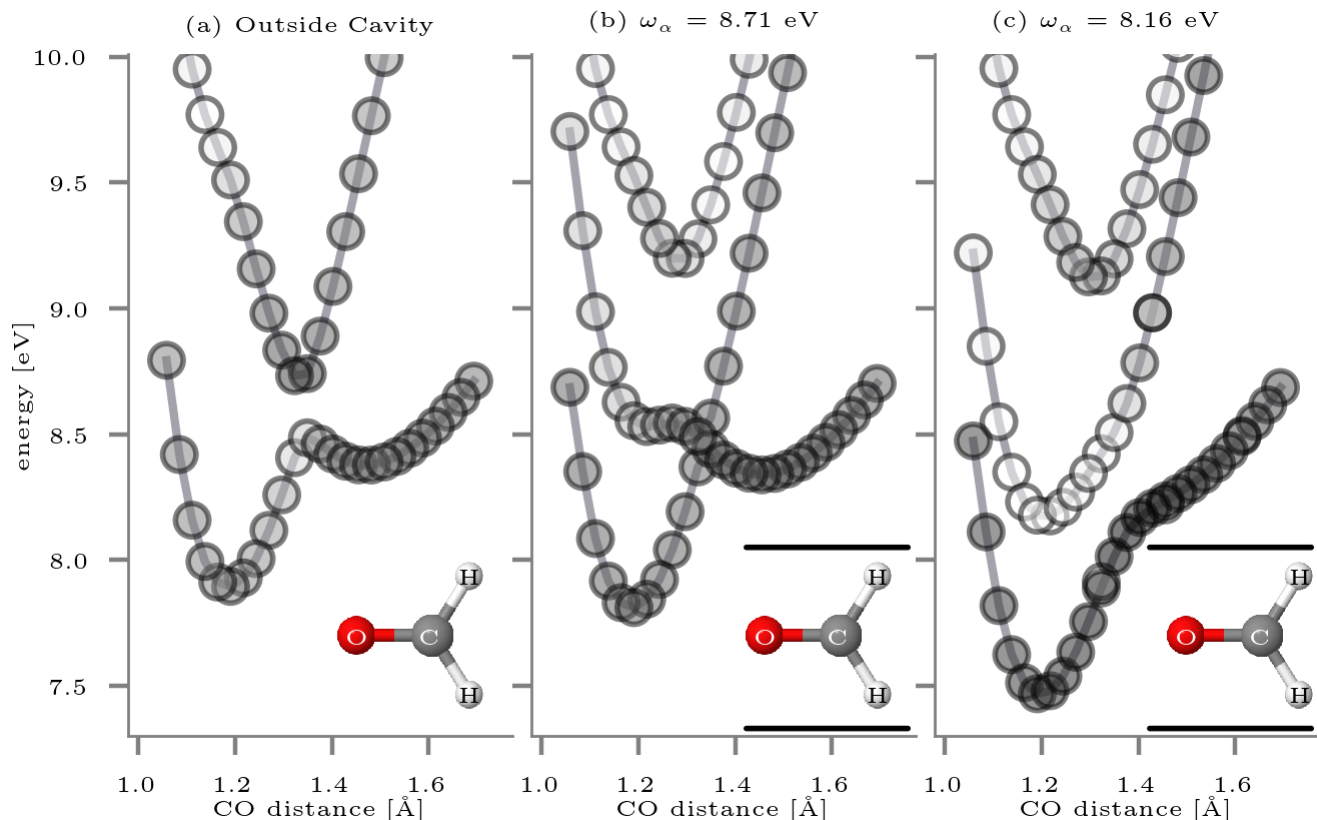 (a) Outside Cavity
(b) ω_α = 8.71 eV
(c) ω_α = 8.16 eV
energy [eV]
10.0
9.5
9.0
8.5
8.0
7.5
O C H H
O C H H
O C H H
1.0 1.2 1.4 1.6
1.0 1.2 1.4 1.6
1.0 1.2 1.4 1.6
CO distance [Å]
CO distance [Å]
CO distance [Å]